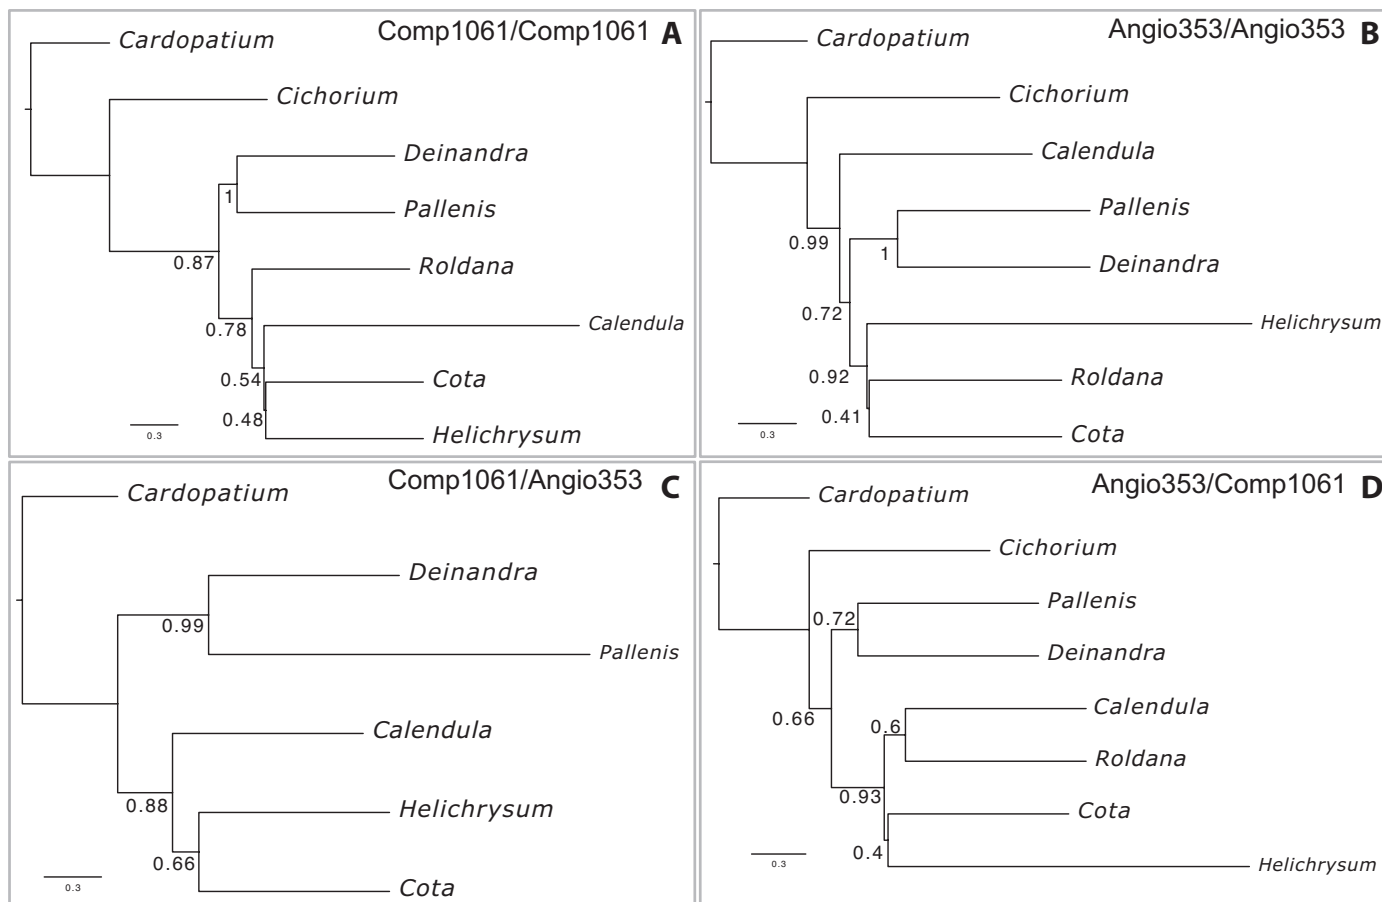 Comp1061/Comp1061 A
Cardopatium
Cichorium
Deinandra
1
Pallenis
0.87
Roldana
0.78
Calendula
0.54
Cota
0.48
Helichrysum
0.3
Angio353/Angio353 B
Cardopatium
Cichorium
Calendula
0.99
Pallenis
1
Deinandra
0.72
Helichrysum
0.92
Roldana
0.41
Cota
0.3
Comp1061/Angio353 C
Cardopatium
Deinandra
0.99
Pallenis
Calendula
0.88
Helichrysum
0.66
Cota
0.3
Angio353/Comp1061 D
Cardopatium
Cichorium
0.72
Pallenis
Deinandra
0.66
Calendula
0.6
Roldana
0.93
Cota
0.4
Helichrysum
0.3